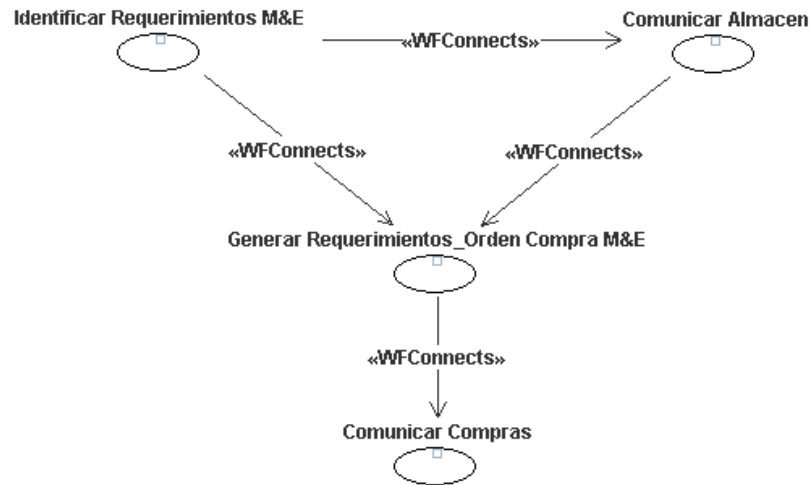 Identificar Requerimientos M&E
Comunicar Almacen
«WFConnects»
«WFConnects»
«WFConnects»
Generar Requerimientos_Orden Compra M&E
«WFConnects»
Comunicar Compras